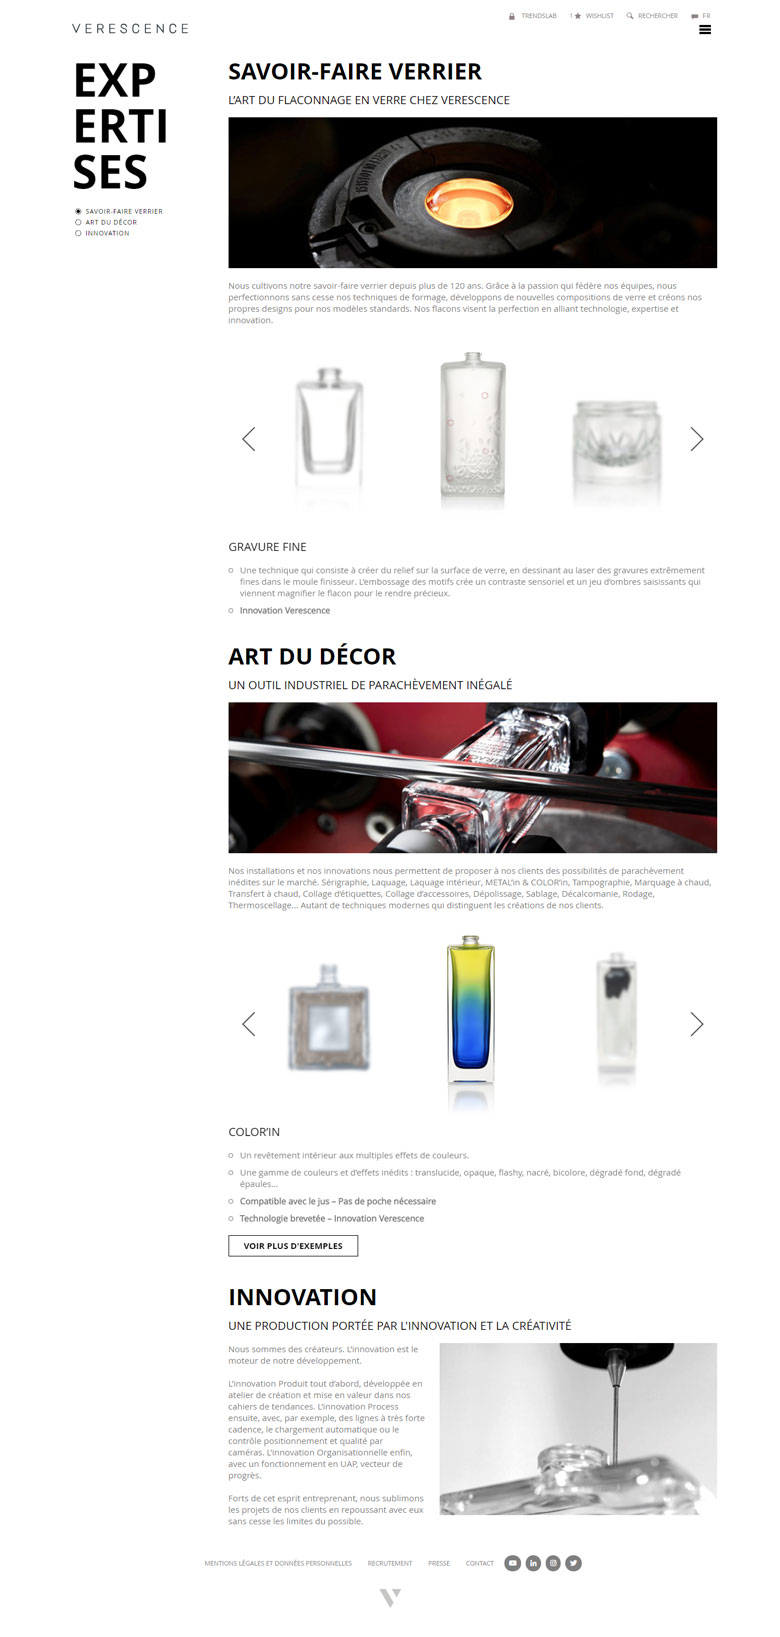 VERESCENCE
TRENDSLAB
1 WISHLIST
RECHERCHER
FR
EXP
ERTI
SES
SAVOIR-FAIRE VERRIER
ART DU DÉCOR
INNOVATION
SAVOIR-FAIRE VERRIER
L'ART DU FLACONNAGE EN VERRE CHEZ VERESCENCE
Nous cultivons notre savoir-faire verrier depuis plus de 120 ans. Grâce à la passion qui fédère nos équipes, nous
perfectionnons sans cesse nos techniques de formage, développons de nouvelles compositions de verre et créons nos
propres designs pour nos modèles standards. Nos flacons visent la perfection en alliant technologie, expertise et
innovation.
GRAVURE FINE
Une technique qui consiste à créer du relief sur la surface de verre, en dessinant au laser des gravures extrêmement
fines dans le moule finisseur. L'embossage des motifs crée un contraste sensoriel et un jeu d'ombres saisissants qui
viennent magnifier le flacon pour le rendre précieux.
Innovation Verescence
ART DU DÉCOR
UN OUTIL INDUSTRIEL DE PARACHÈVEMENT INÉGALÉ
Nos installations et nos innovations nous permettent de proposer à nos clients des possibilités de parachèvement
inédites sur le marché. Sérigraphie, Laquage, Laquage intérieur, METAL'in & COLOR'in, Tampographie, Marquage à chaud,
Transfert à chaud, Collage d'étiquettes, Collage d'accessoires, Dépolissage, Sablage, Décalcomanie, Rodage,
Thermoscellage... Autant de techniques modernes qui distinguent les créations de nos clients.
COLOR'IN
Un revêtement intérieur aux multiples effets de couleurs.
Une gamme de couleurs et d'effets inédits : translucide, opaque, flashy, nacré, bicolore, dégradé fond, dégradé
épaules...
Compatible avec le jus – Pas de poche nécessaire
Technologie brevetée – Innovation Verescence
VOIR PLUS D'EXEMPLES
INNOVATION
UNE PRODUCTION PORTÉE PAR L'INNOVATION ET LA CRÉATIVITÉ
Nous sommes des créateurs. L'innovation est le
moteur de notre développement.
L'innovation Produit tout d'abord, développée en
atelier de création et mise en valeur dans nos
cahiers de tendances. L'innovation Process
ensuite, avec, par exemple, des lignes à très forte
cadence, le chargement automatique ou le
contrôle positionnement et qualité par
caméras. L'innovation Organisationnelle enfin,
avec un fonctionnement en UAP, vecteur de
progrès.
Forts de cet esprit entreprenant, nous sublimons
les projets de nos clients en repoussant avec eux
sans cesse les limites du possible.
MENTIONS LÉGALES ET DONNÉES PERSONNELLES
RECRUTEMENT
PRESSE
CONTACT